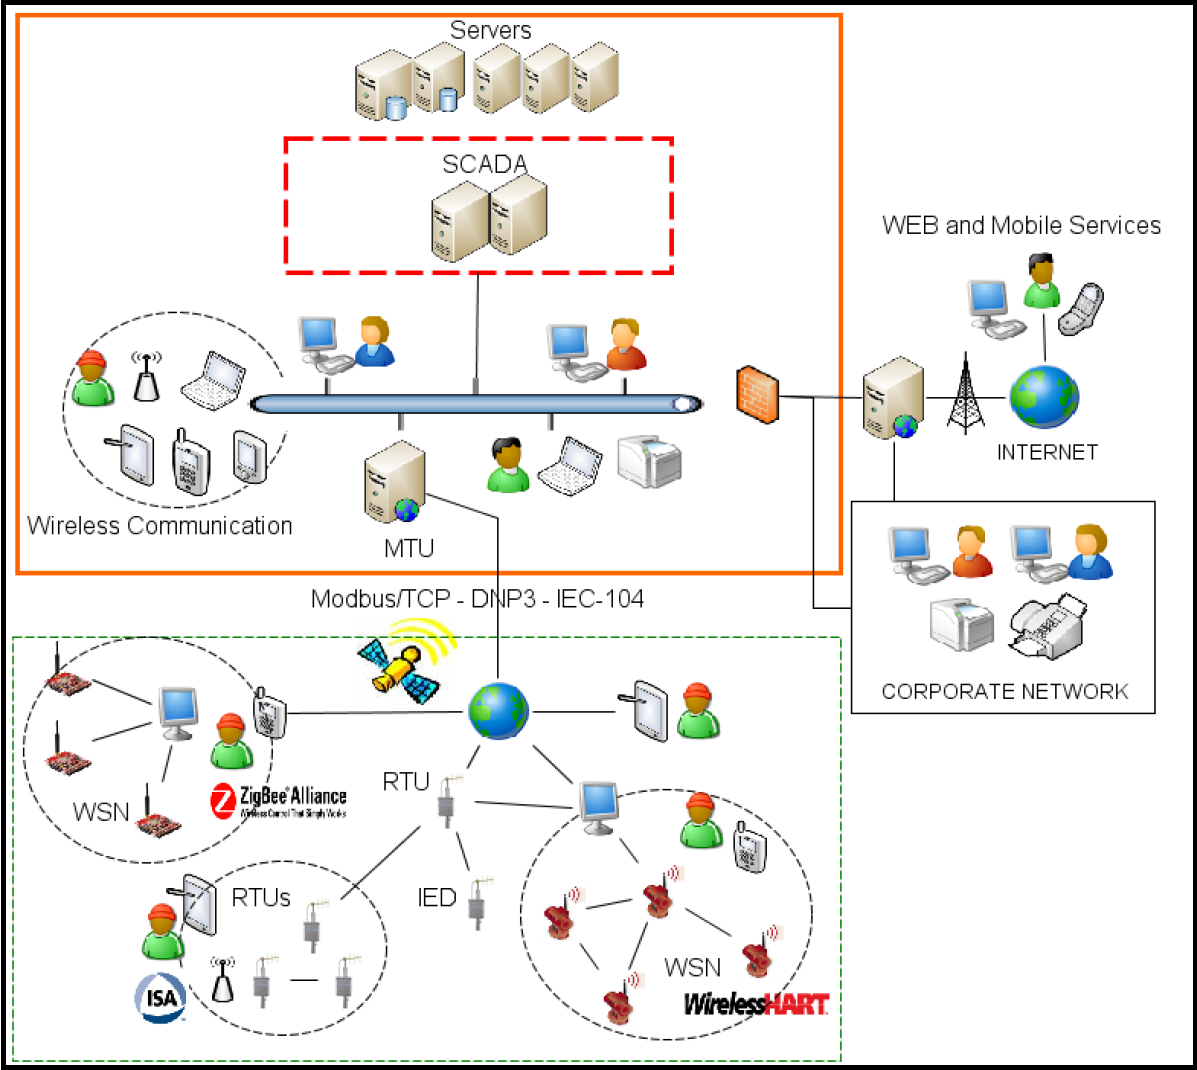 Servers
SCADA
WEB and Mobile Services
INTERNET
Wireless Communication
MTU
Modbus/TCP - DNP3 - IEC-104
CORPORATE NETWORK
RTU
WSN
ZigBee® Alliance
Wireless Control That Simply Works
RTUs
IED
WSN
ISA
WirelessHART